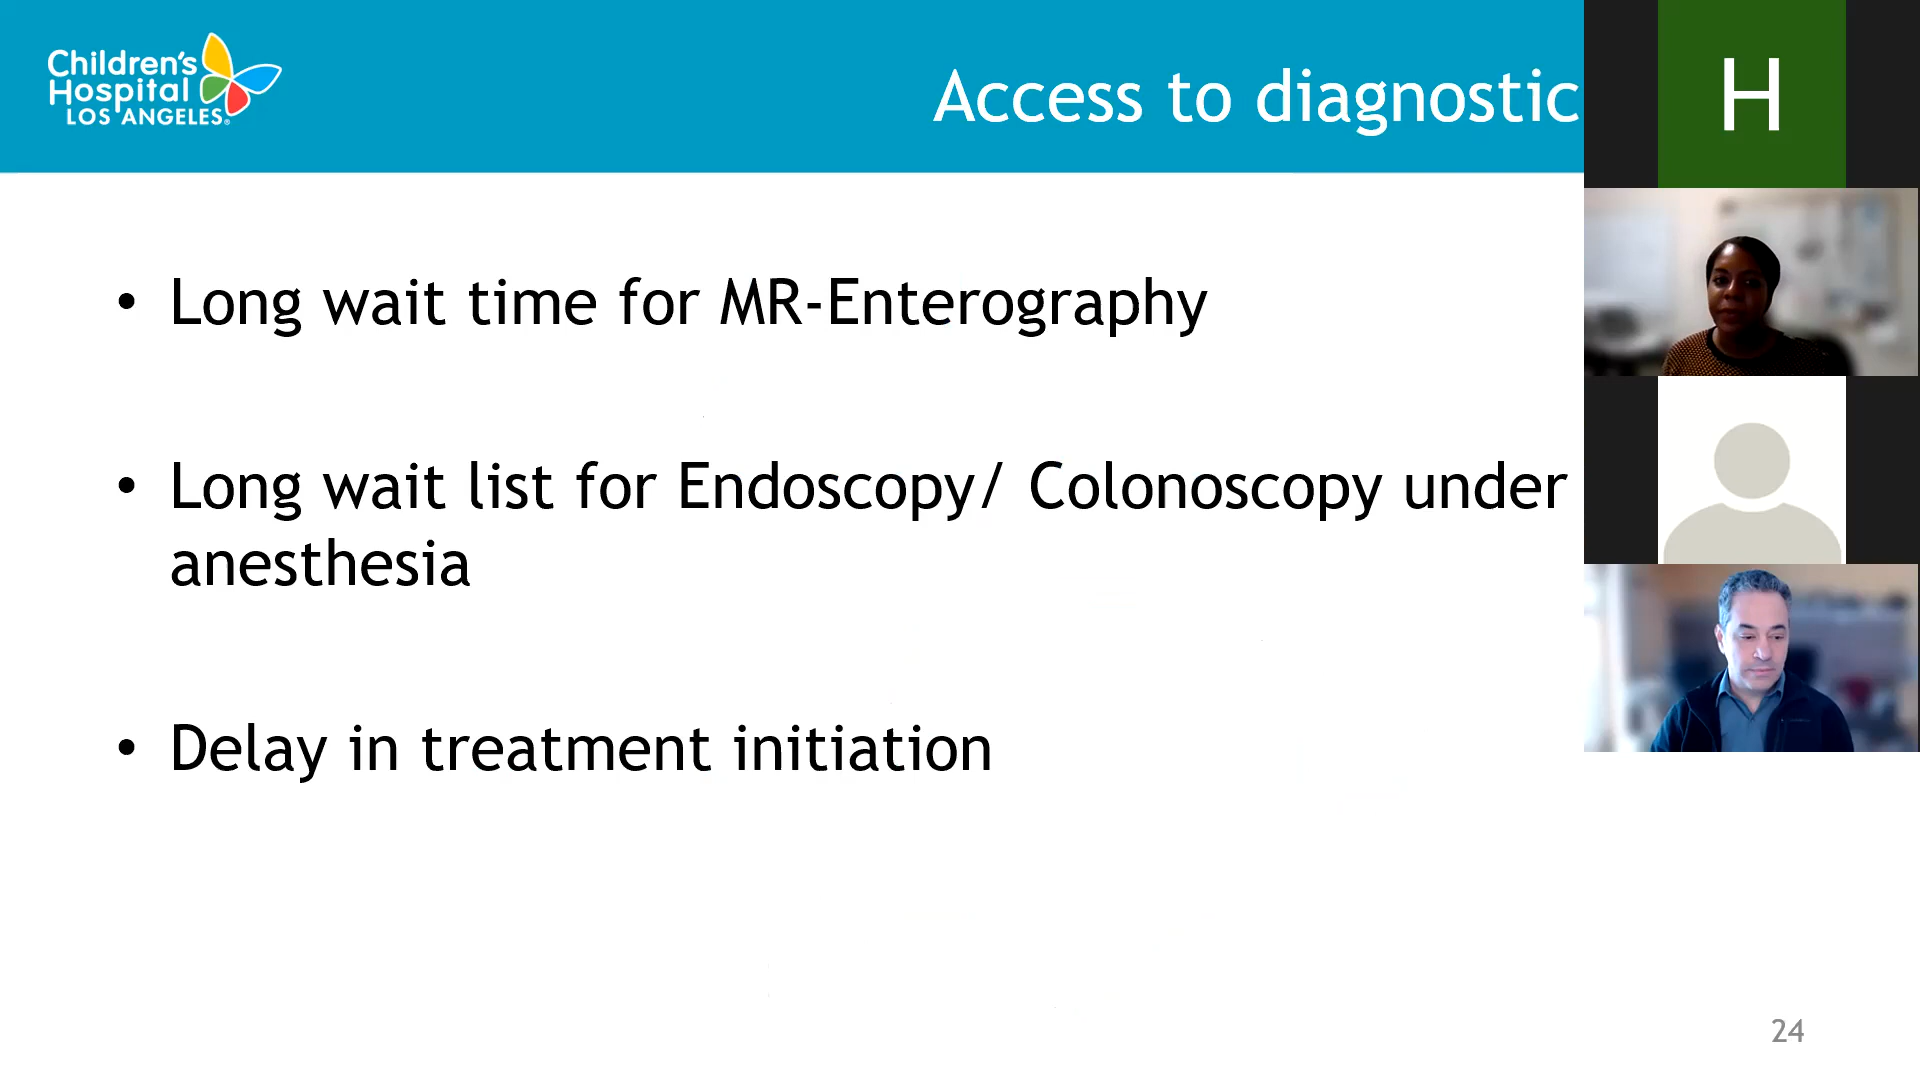 Children's
Hospital
LOS ANGELES®
Access to diagnostic
H
• Long wait time for MR-Enterography
• Long wait list for Endoscopy/ Colonoscopy under
anesthesia
• Delay in treatment initiation
24